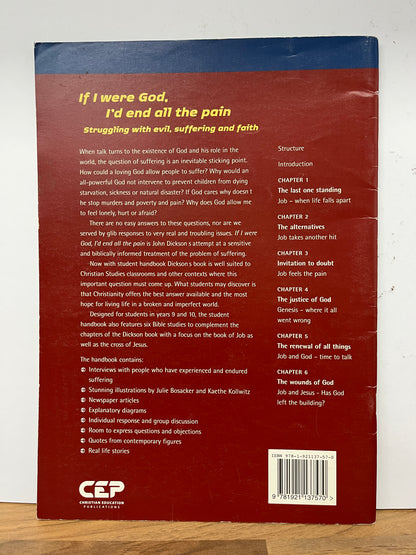 If I were God,
I'd end all the pain
Struggling with evil, suffering and faith
When talk turns to the existence of God and his role in the
world, the question of suffering is an inevitable sticking point.
How could a loving God allow people to suffer? Why would an
all-powerful God not intervene to prevent children from dying from
starvation, sickness or natural disaster? If God cares why doesn t
he stop murders and poverty and pain? Why does God allow me
to feel lonely, hurt or afraid?
There are no easy answers to these questions, nor are we
served by glib responses to very real and troubling issues. If I were
God, I'd end all the pain is John Dickson s attempt at a sensitive
and biblically informed treatment of the problem of suffering.
Now with student handbook Dickson s book is well suited to
Christian Studies classrooms and other contexts where this
important question must come up. What students may discover is
that Christianity offers the best answer available and the most
hope for living life in a broken and imperfect world.
Designed for students in years 9 and 10, the student
handbook also features six Bible studies to complement the
chapters of the Dickson book with a focus on the book of Job as
well as the cross of Jesus.
The handbook contains:
Interviews with people who have experienced and endured
suffering
Stunning illustrations by Julie Bosacker and Kaethe Kollwitz
Newspaper articles
Explanatory diagrams
Individual response and group discussion
Room to express questions and objections
Quotes from contemporary figures
Real life stories
CEP
CHRISTIAN EDUCATION
PUBLICATIONS
Structure
Introduction
CHAPTER 1
The last one standing
Job – when life falls apart
CHAPTER 2
The alternatives
Job takes another hit
CHAPTER 3
Invitation to doubt
Job feels the pain
CHAPTER 4
The justice of God
Genesis – where it all
went wrong
CHAPTER 5
The renewal of all things
Job and God – time to talk
CHAPTER 6
The wounds of God
Job and Jesus – Has God
left the building?
ISBN 978-1-921137-57-0
9 781921 137570 >